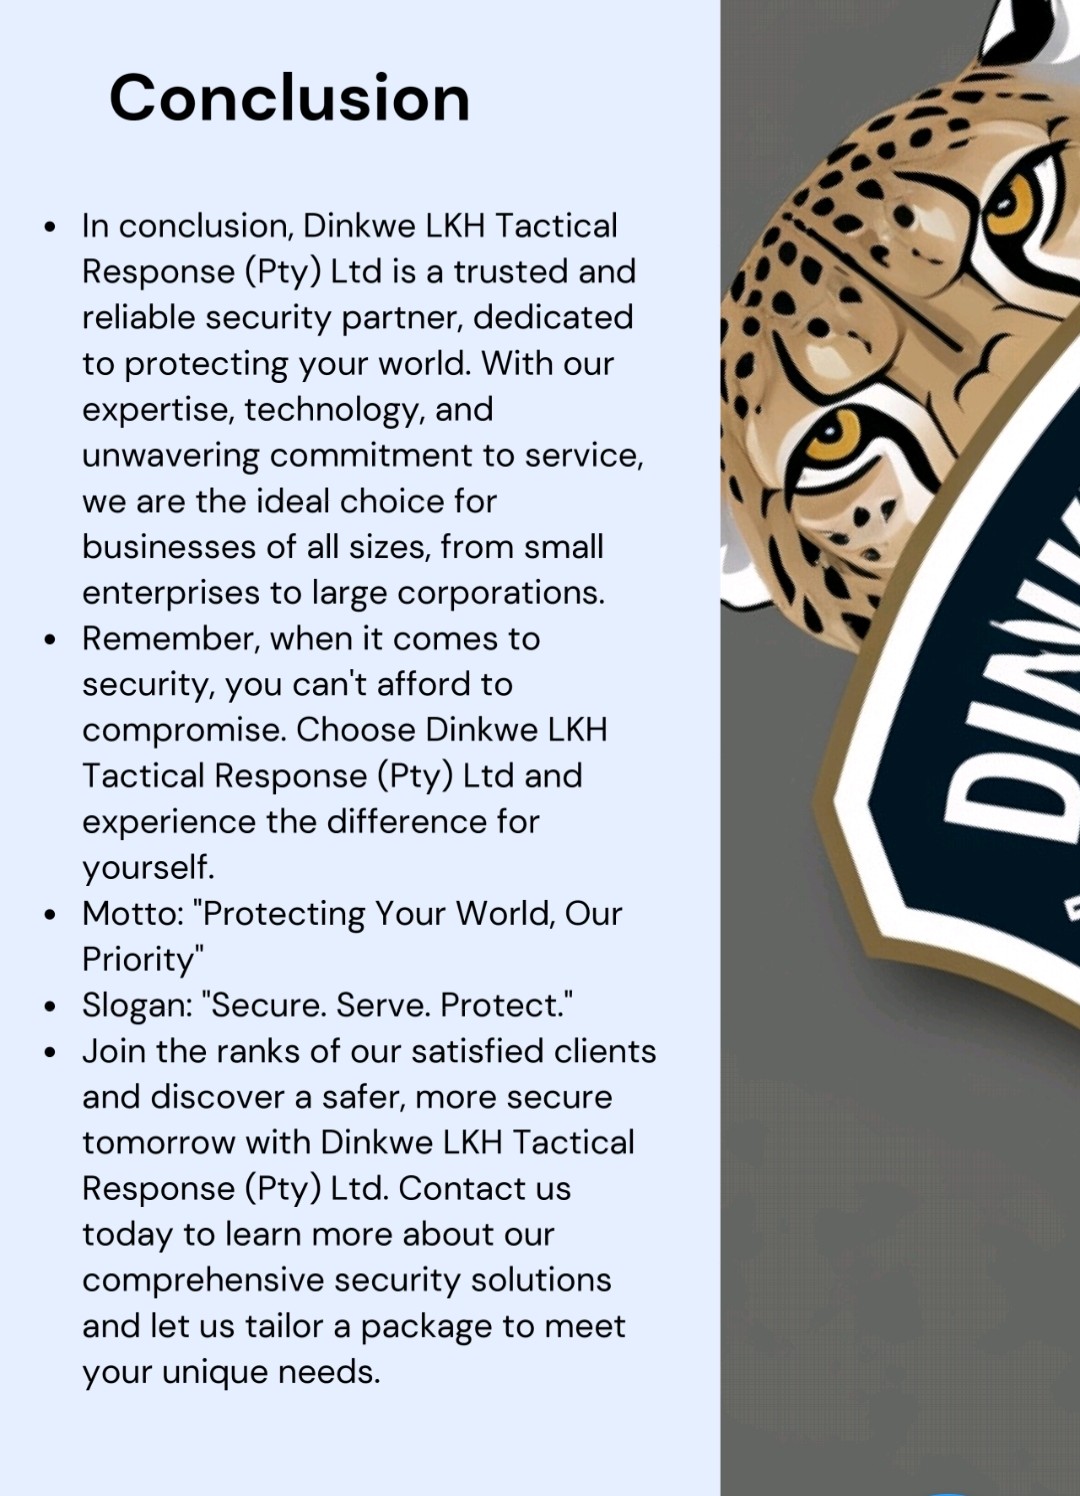 Conclusion
• In conclusion, Dinkwe LKH Tactical
Response (Pty) Ltd is a trusted and
reliable security partner, dedicated
to protecting your world. With our
expertise, technology, and
unwavering commitment to service,
we are the ideal choice for
businesses of all sizes, from small
enterprises to large corporations.
• Remember, when it comes to
security, you can't afford to
compromise. Choose Dinkwe LKH
Tactical Response (Pty) Ltd and
experience the difference for
yourself.
• Motto: "Protecting Your World, Our
Priority"
• Slogan: "Secure. Serve. Protect."
• Join the ranks of our satisfied clients
and discover a safer, more secure
tomorrow with Dinkwe LKH Tactical
Response (Pty) Ltd. Contact us
today to learn more about our
comprehensive security solutions
and let us tailor a package to meet
your unique needs.